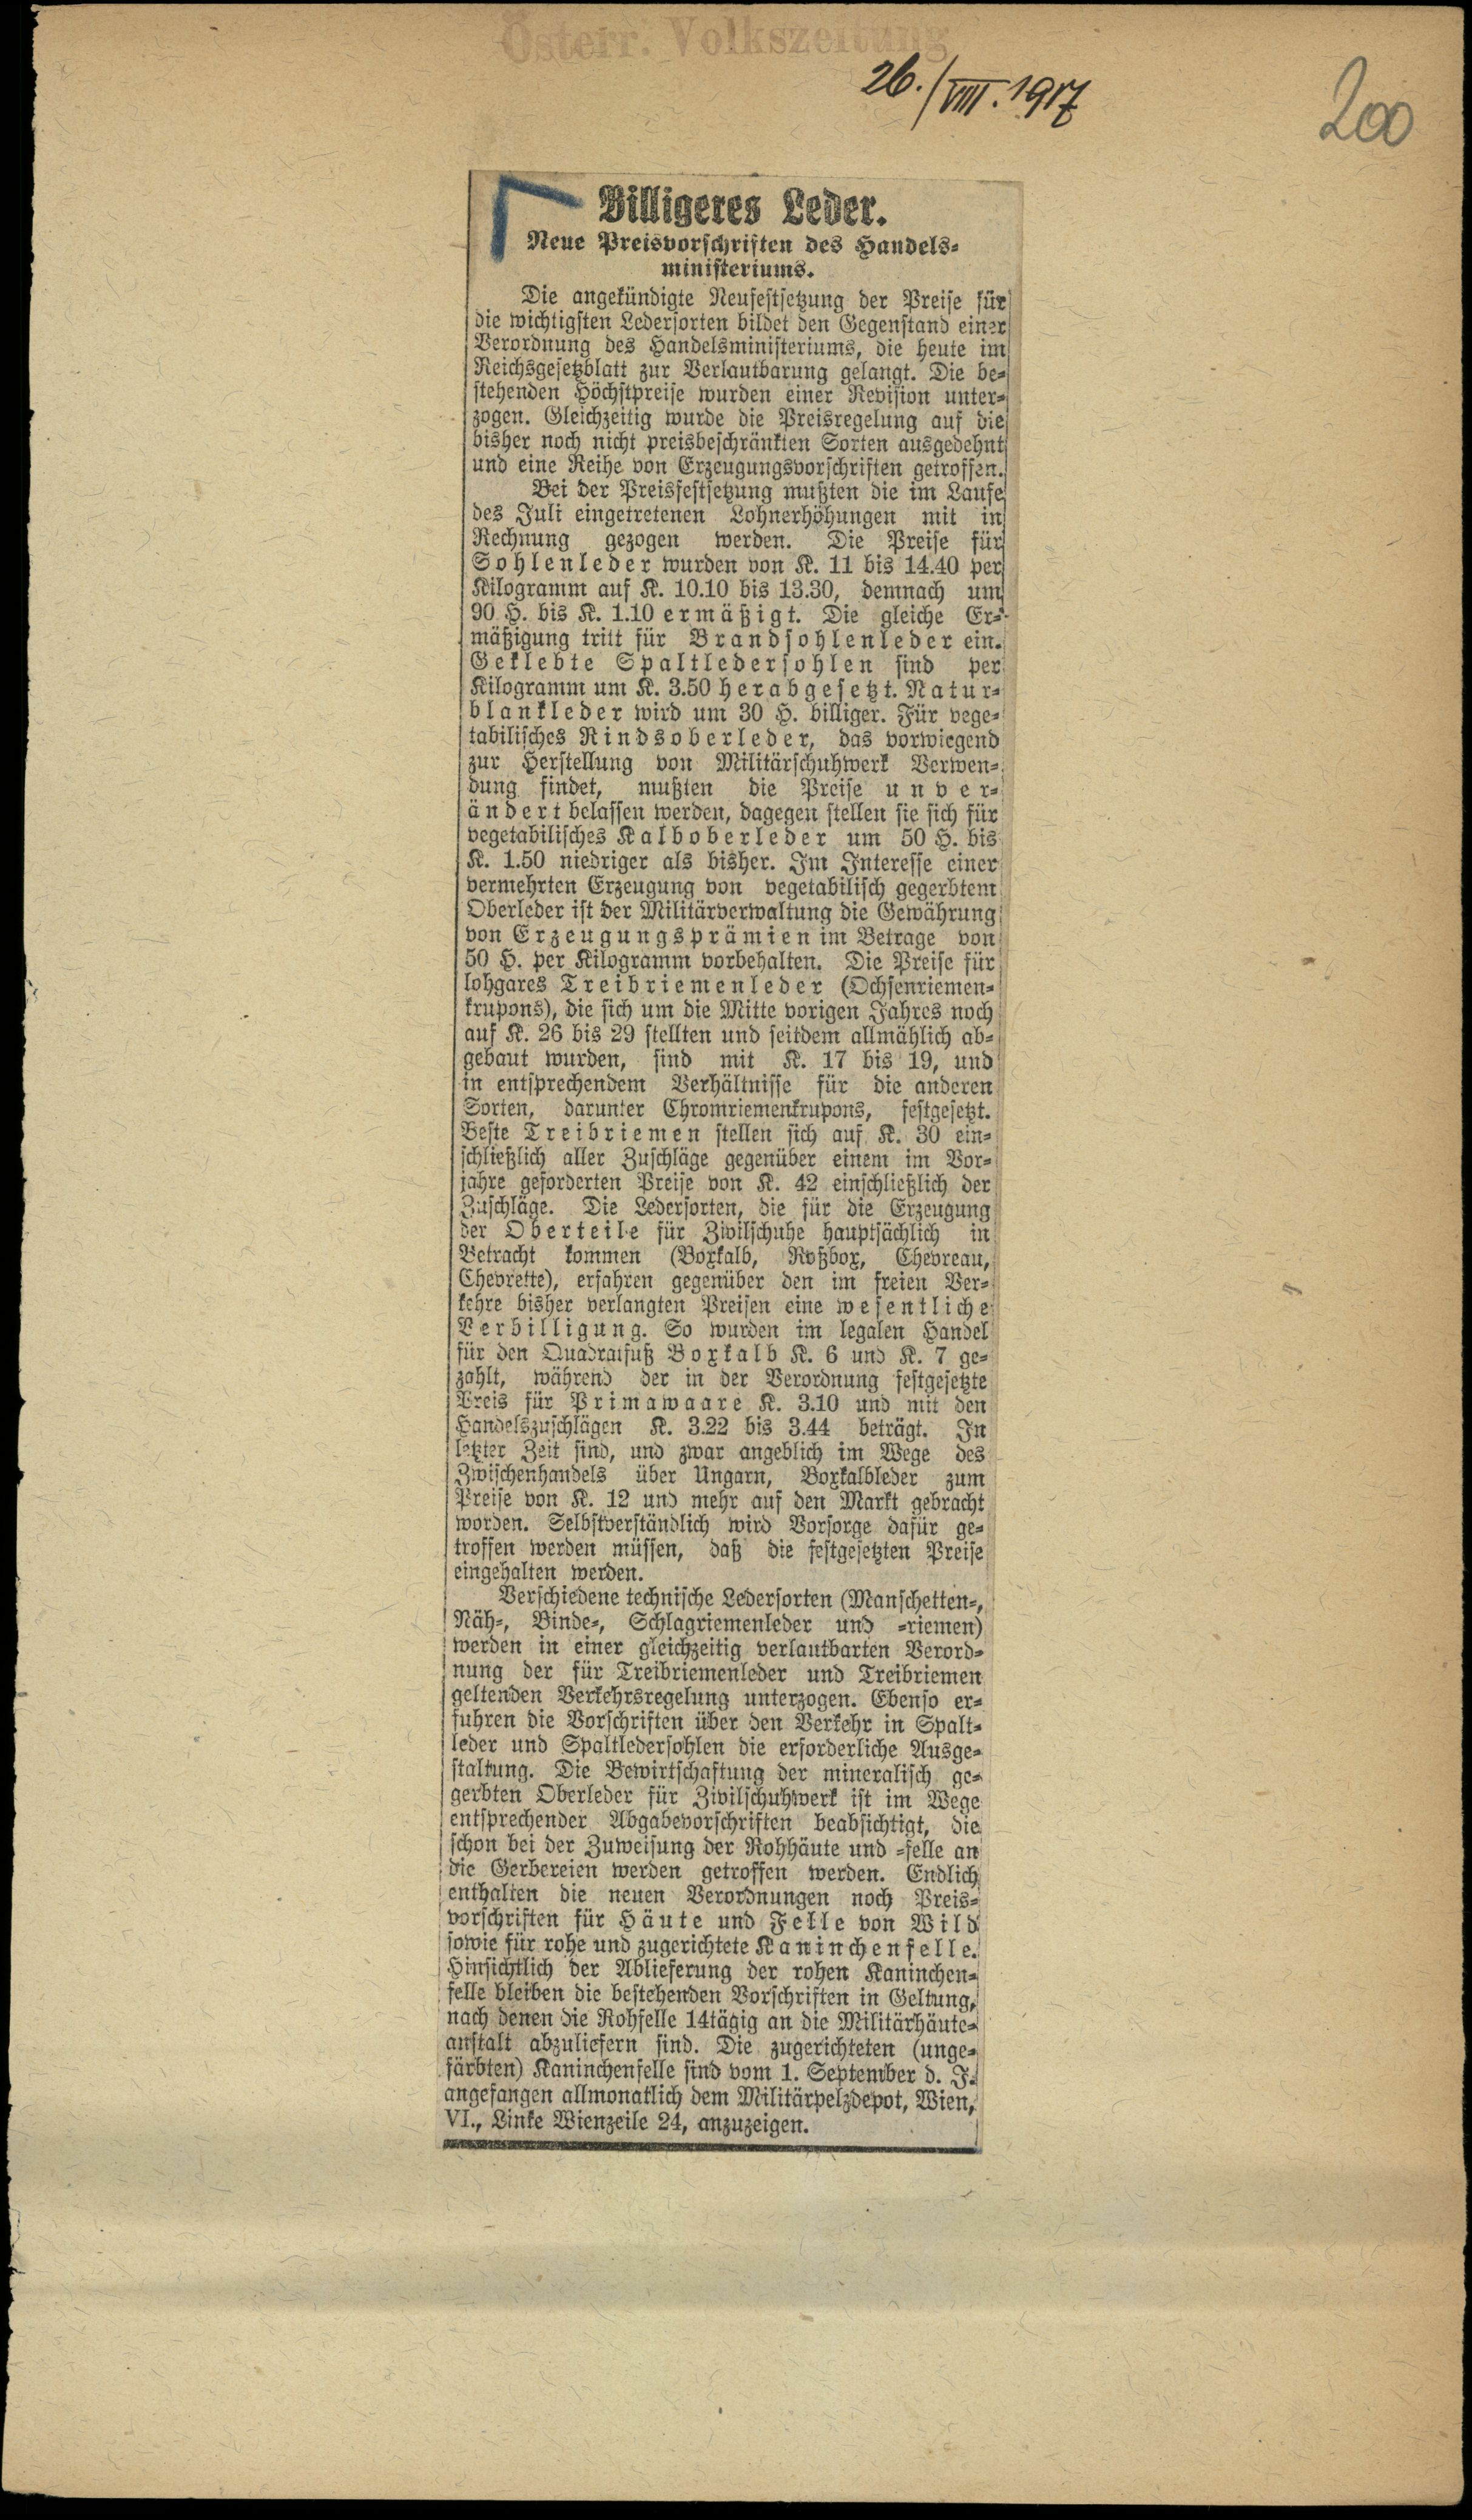 Österr. Volkszeitung
26./VIII. 1917
200
Billigeres Leder.
Neue Preisvorschriften des Handels-
ministeriums.
Die angekündigte Neufestsetzung der Preise für
die wichtigsten Ledersorten bildet den Gegenstand einer
Verordnung des Handelsministeriums, die heute im
Reichsgesetzblatt zur Verlautbarung gelangt. Die be-
stehenden Höchstpreise wurden einer Revision unter-
zogen. Gleichzeitig wurde die Preisregelung auf die
bisher noch nicht preisbeschränkten Sorten ausgedehnt
und eine Reihe von Erzeugungsvorschriften getroffen.
Bei der Preisfestsetzung mußten die im Laufe
des Juli eingetretenen Lohnerhöhungen mit in
Rechnung gezogen werden. Die Preise für
Sohlenleder wurden von K. 11 bis 14.40 per
Kilogramm auf K. 10.10 bis 13.30, demnach um
90 H. bis K. 1.10 ermäßigt. Die gleiche Er-
mäßigung tritt für Brandsohlenleder ein.
Geklebte Spaltledersohlen sind per
Kilogramm um K. 3.50 herabgesetzt. Natur-
blankleder wird um 30 H. billiger. Für vege-
tabilisches Rindsoberleder, das vorwiegend
zur Herstellung von Militärschuhwerk Verwen-
dung findet, mußten die Preise unver-
ändert belassen werden, dagegen stellen sie sich für
vegetabilisches Kalboberleder um 50 H. bis
K. 1.50 niedriger als bisher. Im Interesse einer
vermehrten Erzeugung von vegetabilisch gegerbtem
Oberleder ist der Militärverwaltung die Gewährung
von Erzeugungsprämien im Betrage von
50 H. per Kilogramm vorbehalten. Die Preise für
lohgares Treibriemenleder (Ochsenriemen-
krupons), die sich um die Mitte vorigen Jahres noch
auf K. 26 bis 29 stellten und seitdem allmählich ab-
gebaut wurden, sind mit K. 17 bis 19, und
in entsprechendem Verhältnisse für die anderen
Sorten, darunter Chromriemenkrupons, festgesetzt.
Beste Treibriemen stellen sich auf K. 30 ein-
schließlich aller Zuschläge gegenüber einem im Vor-
jahre geforderten Preise von K. 42 einschließlich der
Zuschläge. Die Ledersorten, die für die Erzeugung
der Oberteile für Zivilschuhe hauptsächlich in
Betracht kommen (Boxkalb, Roßbox, Chevreau,
Chevrette), erfahren gegenüber den im freien Ver-
kehre bisher verlangten Preisen eine wesentliche
Verbilligung. So wurden im legalen Handel
für den Quadratfuß Boxkalb K. 6 und K. 7 ge-
zahlt, während der in der Verordnung festgesetzte
Preis für Primawaare K. 3.10 und mit den
Handelszuschlägen K. 3.22 bis 3.44 beträgt. In
letzter Zeit sind, und zwar angeblich im Wege des
Zwischenhandels über Ungarn, Boxkalbleder zum
Preise von K. 12 und mehr auf den Markt gebracht
worden. Selbstverständlich wird Vorsorge dafür ge-
troffen werden müssen, daß die festgesetzten Preise
eingehalten werden.
Verschiedene technische Ledersorten (Manschetten-,
Näh-, Binde-, Schlagriemenleder und -riemen)
werden in einer gleichzeitig verlautbarten Verord-
nung der für Treibriemenleder und Treibriemen
geltenden Verkehrsregelung unterzogen. Ebenso er-
fuhren die Vorschriften über den Verkehr in Spalt-
leder und Spaltledersohlen die erforderliche Ausge-
staltung. Die Bewirtschaftung der mineralisch ge-
gerbten Oberleder für Zivilschuhwerk ist im Wege
entsprechender Abgabevorschriften beabsichtigt, die
schon bei der Zuweisung der Rohhäute und -felle an
die Gerbereien werden getroffen werden. Endlich
enthalten die neuen Verordnungen noch Preis-
vorschriften für Häute und Felle von Wild
sowie für rohe und zugerichtete Kaninchenfelle.
Hinsichtlich der Ablieferung der rohen Kaninchen-
felle bleiben die bestehenden Vorschriften in Geltung,
nach denen die Rohfelle 14tägig an die Militärhäute-
anstalt abzuliefern sind. Die zugerichteten (unge-
färbten) Kaninchenfelle sind vom 1. September d. J.
angefangen allmonatlich dem Militärpelzdepot, Wien,
VI., Linke Wienzeile 24, anzuzeigen.